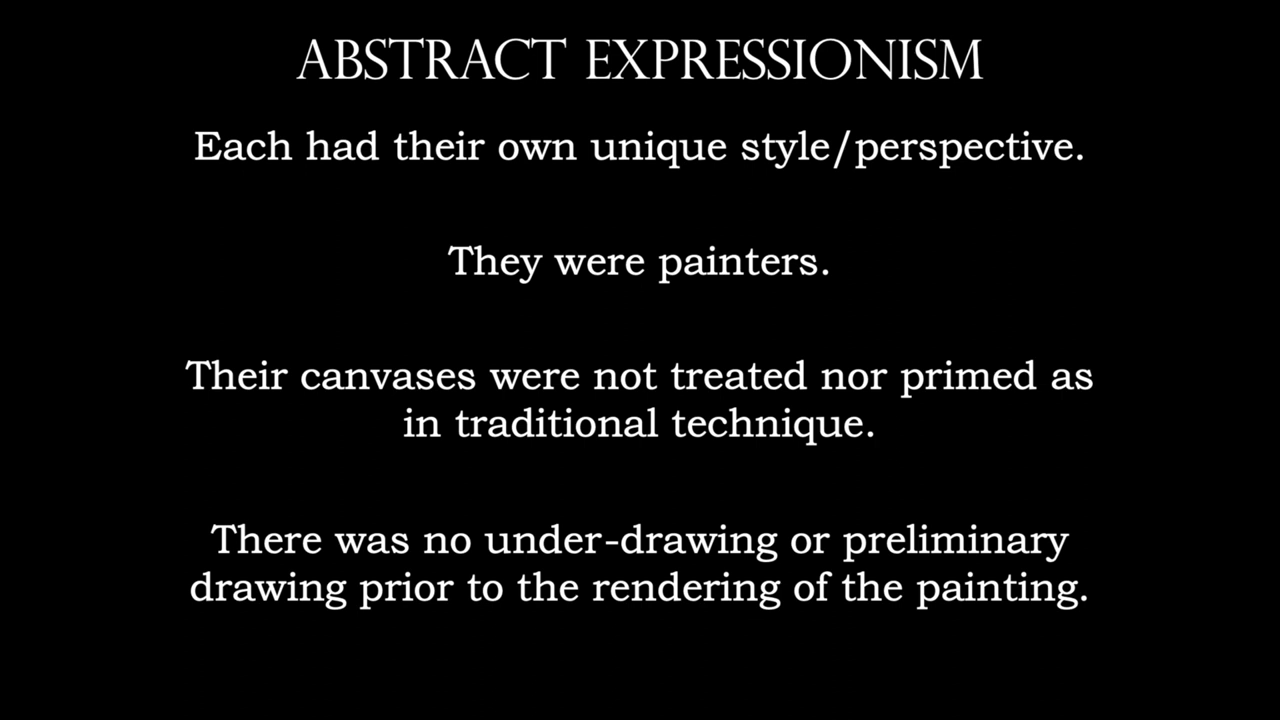 ABSTRACT EXPRESSIONISM
Each had their own unique style/perspective.
They were painters.
Their canvases were not treated nor primed as
in traditional technique.
There was no under-drawing or preliminary
drawing prior to the rendering of the painting.